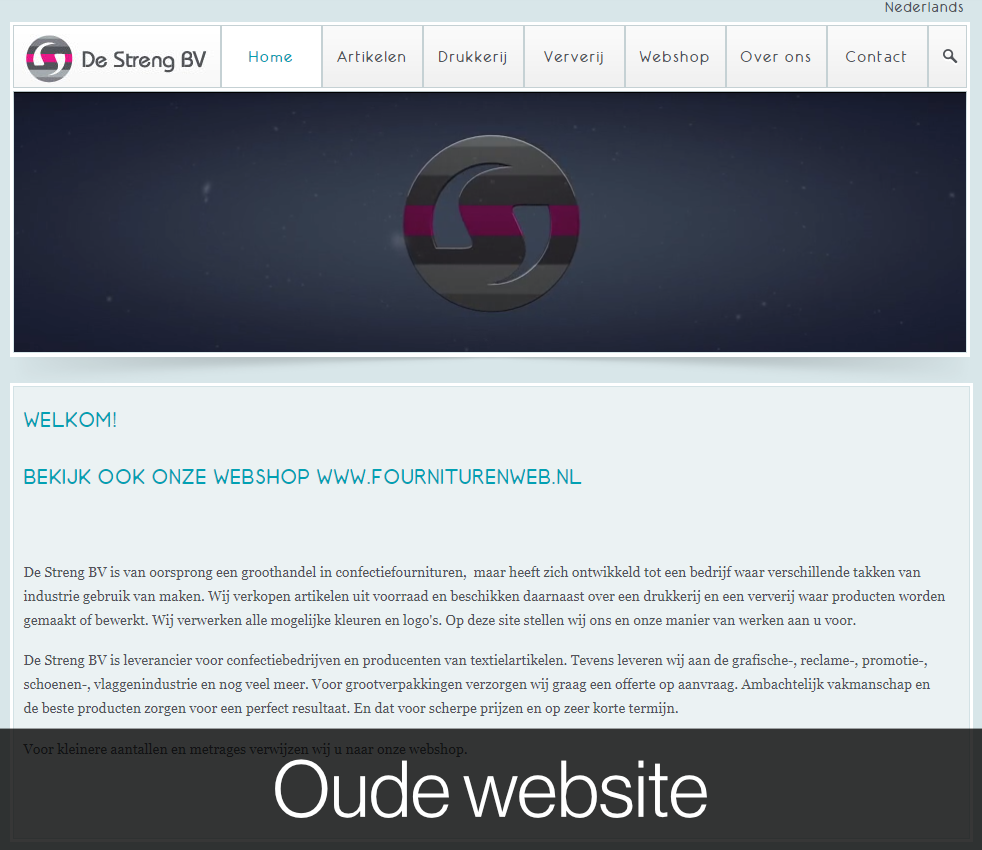 Nederlands
De Streng BV
Home
Artikelen
Drukkerij
Ververij
Webshop
Over ons
Contact
WELKOM!
BEKIJK OOK ONZE WEBSHOP WWW.FOURNITURENWEB.NL
De Streng BV is van oorsprong een groothandel in confectiefournituren, maar heeft zich ontwikkeld tot een bedrijf waar verschillende takken van
industrie gebruik van maken. Wij verkopen artikelen uit voorraad en beschikken daarnaast over een drukkerij en een ververij waar producten worden
gemaakt of bewerkt. Wij verwerken alle mogelijke kleuren en logo's. Op deze site stellen wij ons en onze manier van werken aan u voor.
De Streng BV is leverancier voor confectiebedrijven en producenten van textielartikelen. Tevens leveren wij aan de grafische-, reclame-, promotie-,
schoenen-, vlaggenindustrie en nog veel meer. Voor grootverpakkingen verzorgen wij graag een offerte op aanvraag. Ambachtelijk vakmanschap en
de beste producten zorgen voor een perfect resultaat. En dat voor scherpe prijzen en op zeer korte termijn.
Voor kleinere aantallen en metrages verwijzen wij u naar onze webshop.
Oude website